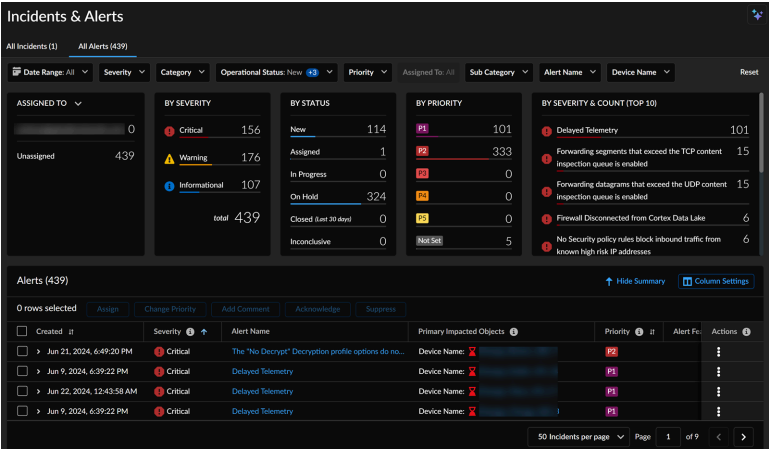 Incidents & Alerts
All Incidents (1) All Alerts (439)
Date Range: All Severity Category Operational Status: New +3 Priority Assigned To: All Sub Category Alert Name Device Name Reset
ASSIGNED TO
0
Unassigned 439
BY SEVERITY
Critical 156
Warning 176
Informational 107
total 439
BY STATUS
New 114
Assigned 1
In Progress 0
On Hold 324
Closed (Last 30 days) 0
Inconclusive 0
BY PRIORITY
P1 101
P2 333
P3 0
P4 0
P5 0
Not Set 5
BY SEVERITY & COUNT (TOP 10)
Delayed Telemetry 101
Forwarding segments that exceed the TCP content 15
inspection queue is enabled
Forwarding datagrams that exceed the UDP content 15
inspection queue is enabled
Firewall Disconnected from Cortex Data Lake 6
No Security policy rules block inbound traffic from 6
known high risk IP addresses
Alerts (439) Hide Summary Column Settings
0 rows selected Assign Change Priority Add Comment Acknowledge Suppress
Created Severity Alert Name Primary Impacted Objects Priority Alert Fe Actions
Jun 21, 2024, 6:49:20 PM Critical The "No Decrypt" Decryption profile options do no... Device Name: P2
Jun 9, 2024, 6:39:22 PM Critical Delayed Telemetry Device Name: P1
Jun 22, 2024, 12:43:58 AM Critical Delayed Telemetry Device Name: P1
Jun 9, 2024, 6:39:22 PM Critical Delayed Telemetry Device Name: P1
50 Incidents per page Page 1 of 9